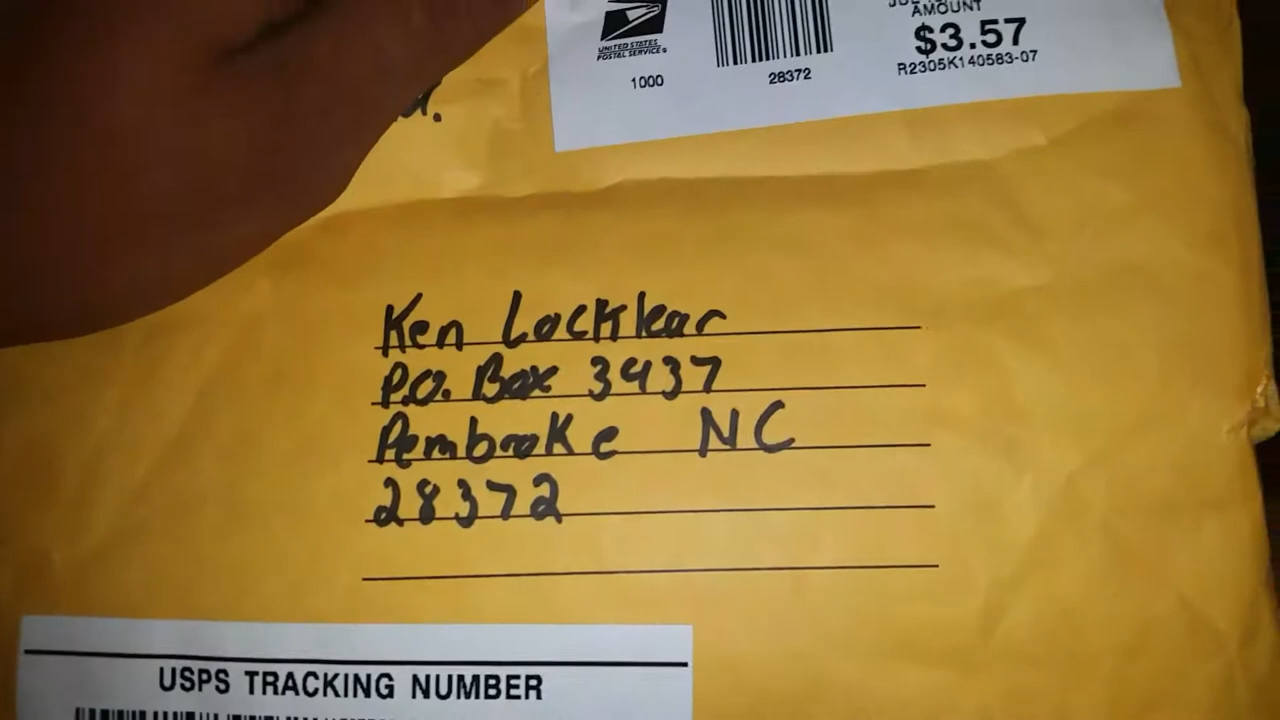 UNITED STATES
POSTAL SERVICE®
1000
28372
AMOUNT
$3.57
R2305K140583-07
Ken Locklear
P.O. Box 3437
Pembroke NC
28372
USPS TRACKING NUMBER